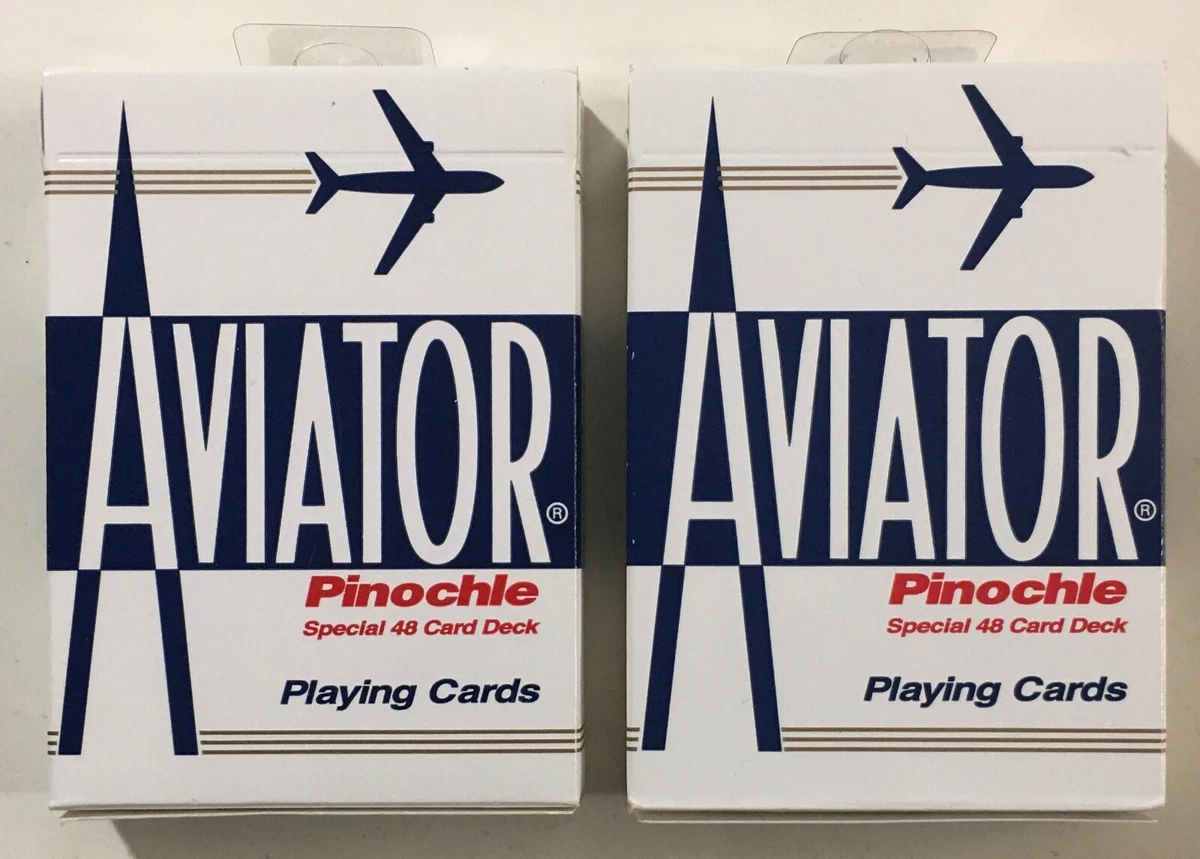 AVIATOR®
Pinochle
Special 48 Card Deck
Playing Cards
AVIATOR®
Pinochle
Special 48 Card Deck
Playing Cards